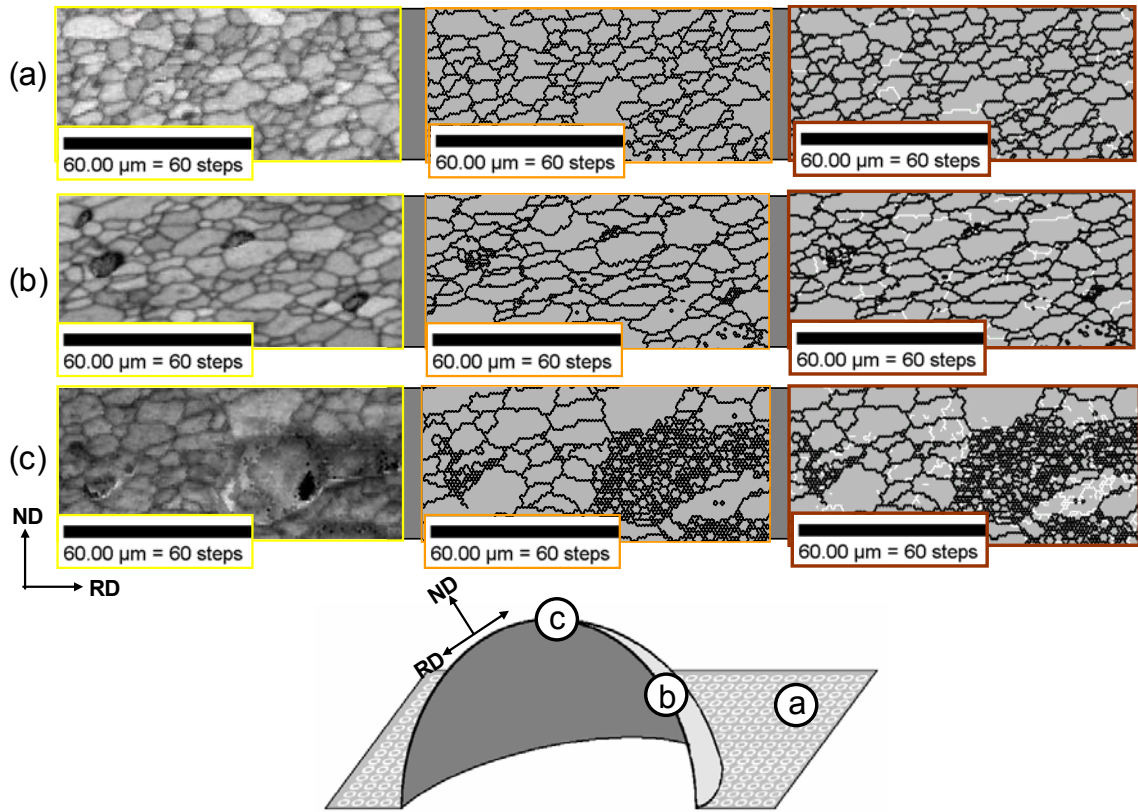 (a)
60.00 µm = 60 steps
60.00 µm = 60 steps
60.00 µm = 60 steps
(b)
60.00 µm = 60 steps
60.00 µm = 60 steps
60.00 µm = 60 steps
(c)
60.00 µm = 60 steps
60.00 µm = 60 steps
60.00 µm = 60 steps
ND
RD
ND
RD
c
b
a